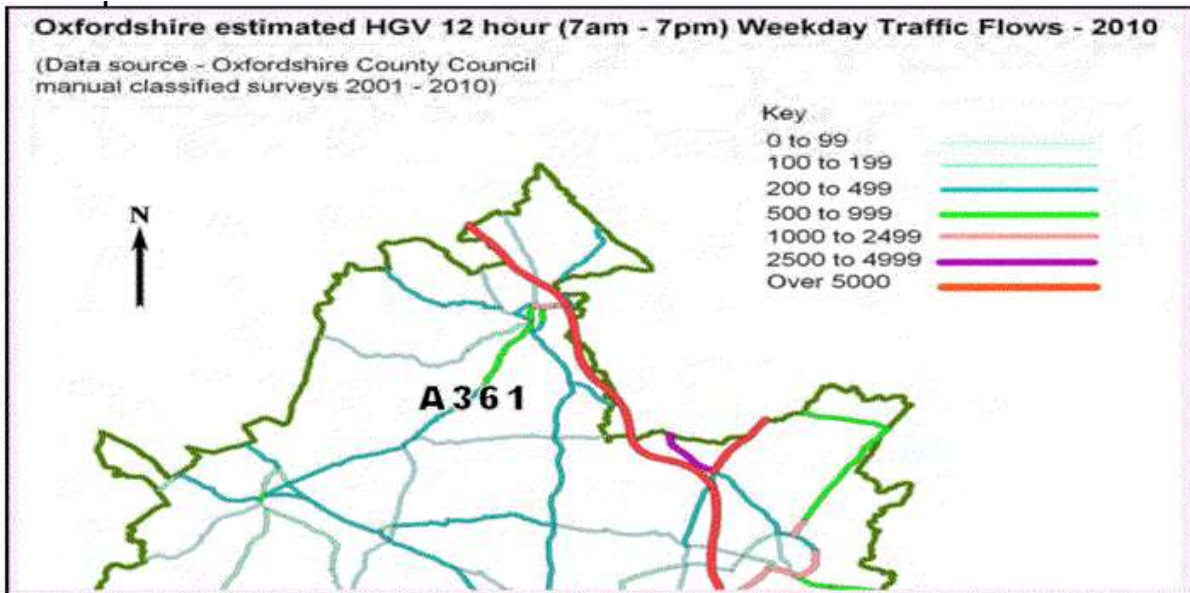 Oxfordshire estimated HGV 12 hour (7am - 7pm) Weekday Traffic Flows - 2010
(Data source - Oxfordshire County Council
manual classified surveys 2001 - 2010)
Key
0 to 99
100 to 199
200 to 499
500 to 999
1000 to 2499
2500 to 4999
Over 5000
N
A361